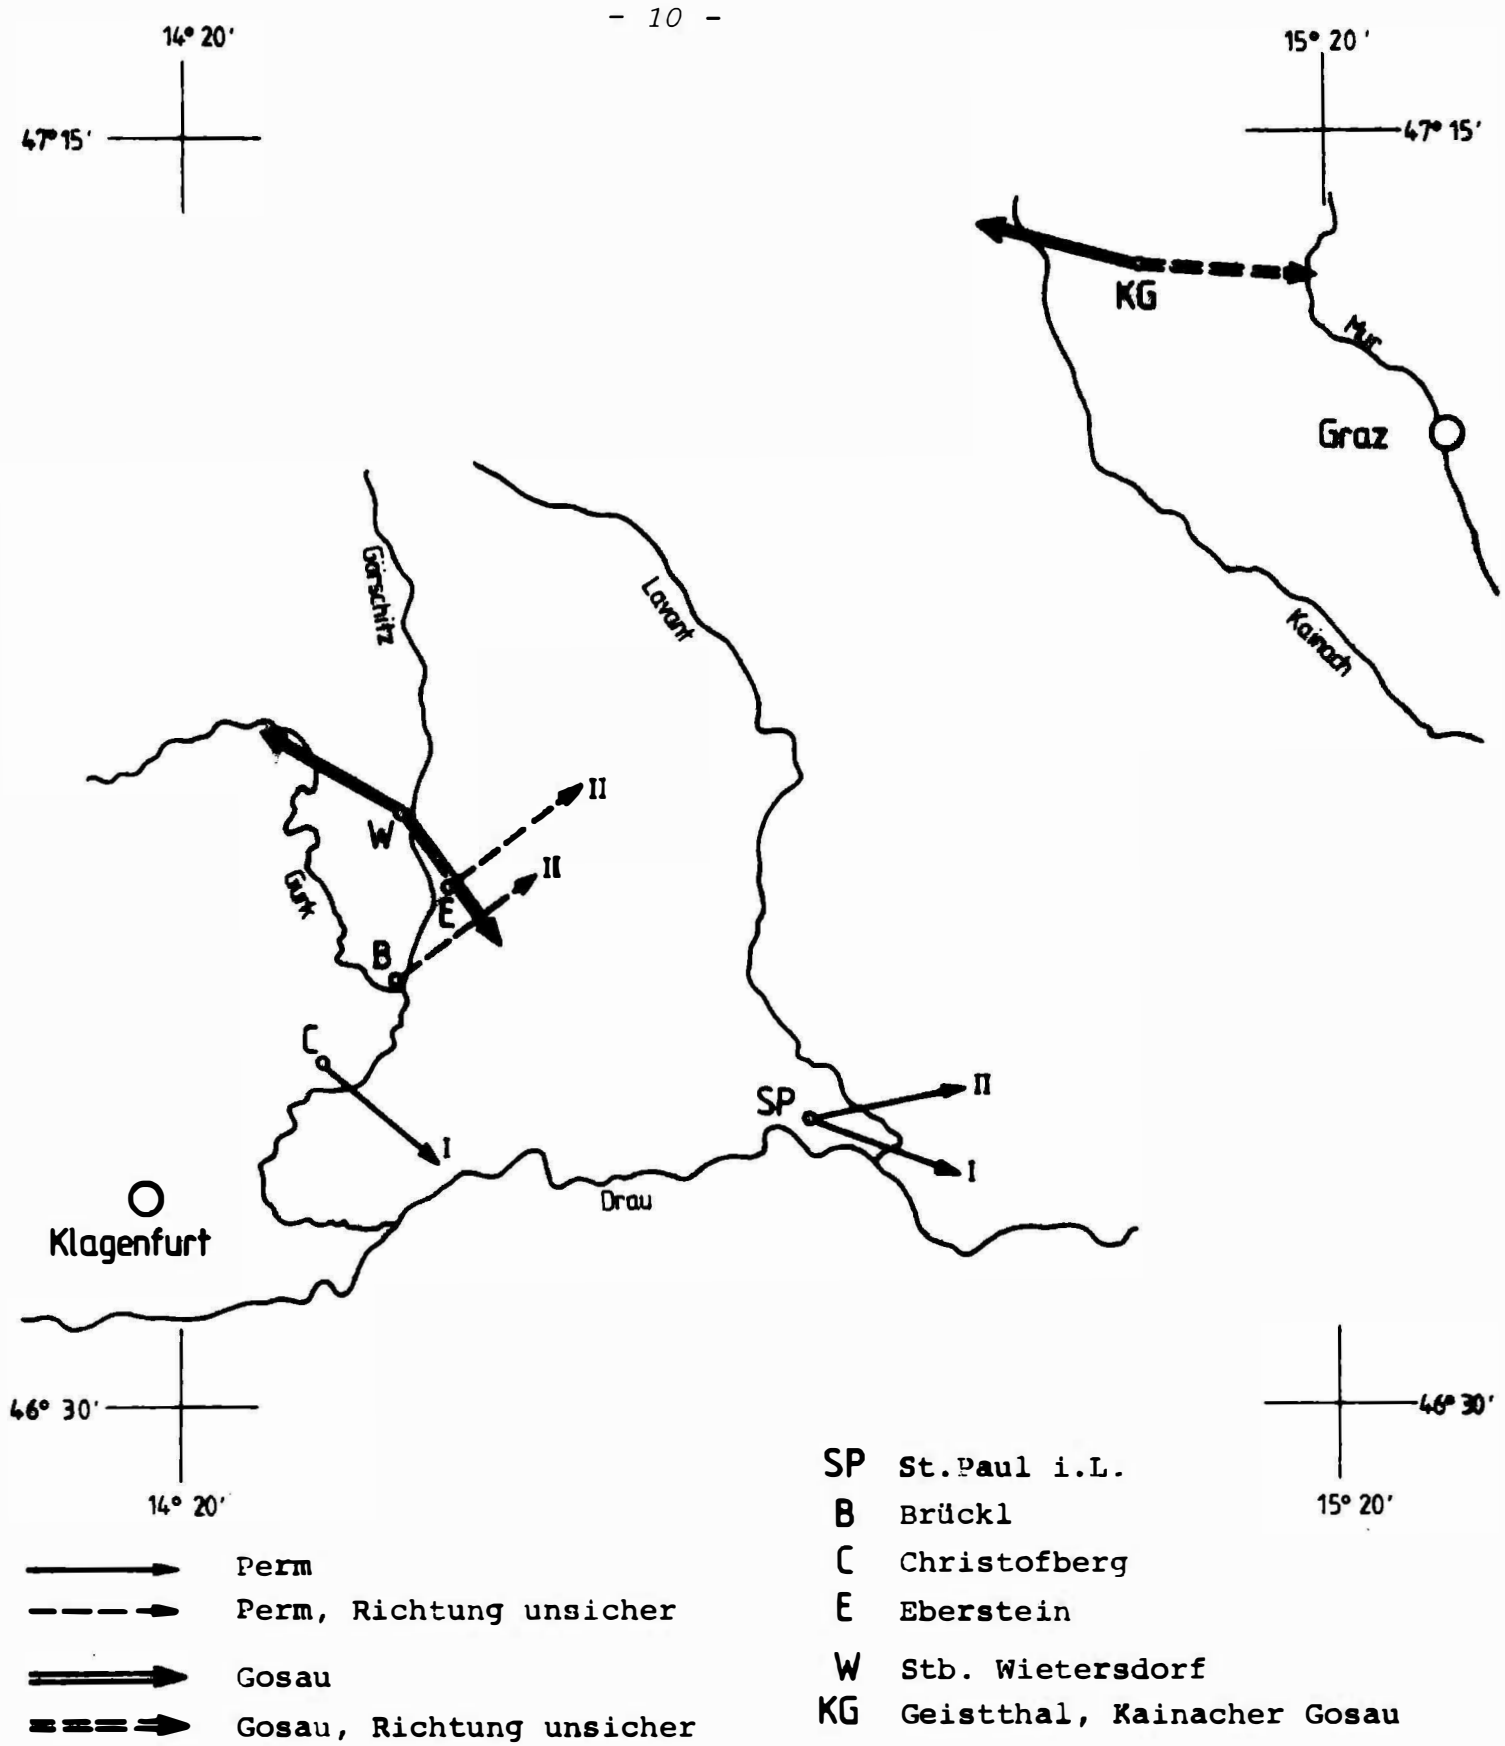 - 10 -
14° 20'
15° 20'
47° 15'
47° 15'
KG
Mur
Graz
Görschitz
Lavant
Kainach
II
W
II
Gurk
E
B
C
SP
II
I
I
Drau
Klagenfurt
46° 30'
46° 30'
14° 20'
15° 20'
SP St.Paul i.L.
B Brückl
C Christofberg
E Eberstein
W Stb. Wietersdorf
KG Geistthal, Kainacher Gosau
Perm
Perm, Richtung unsicher
Gosau
Gosau, Richtung unsicher